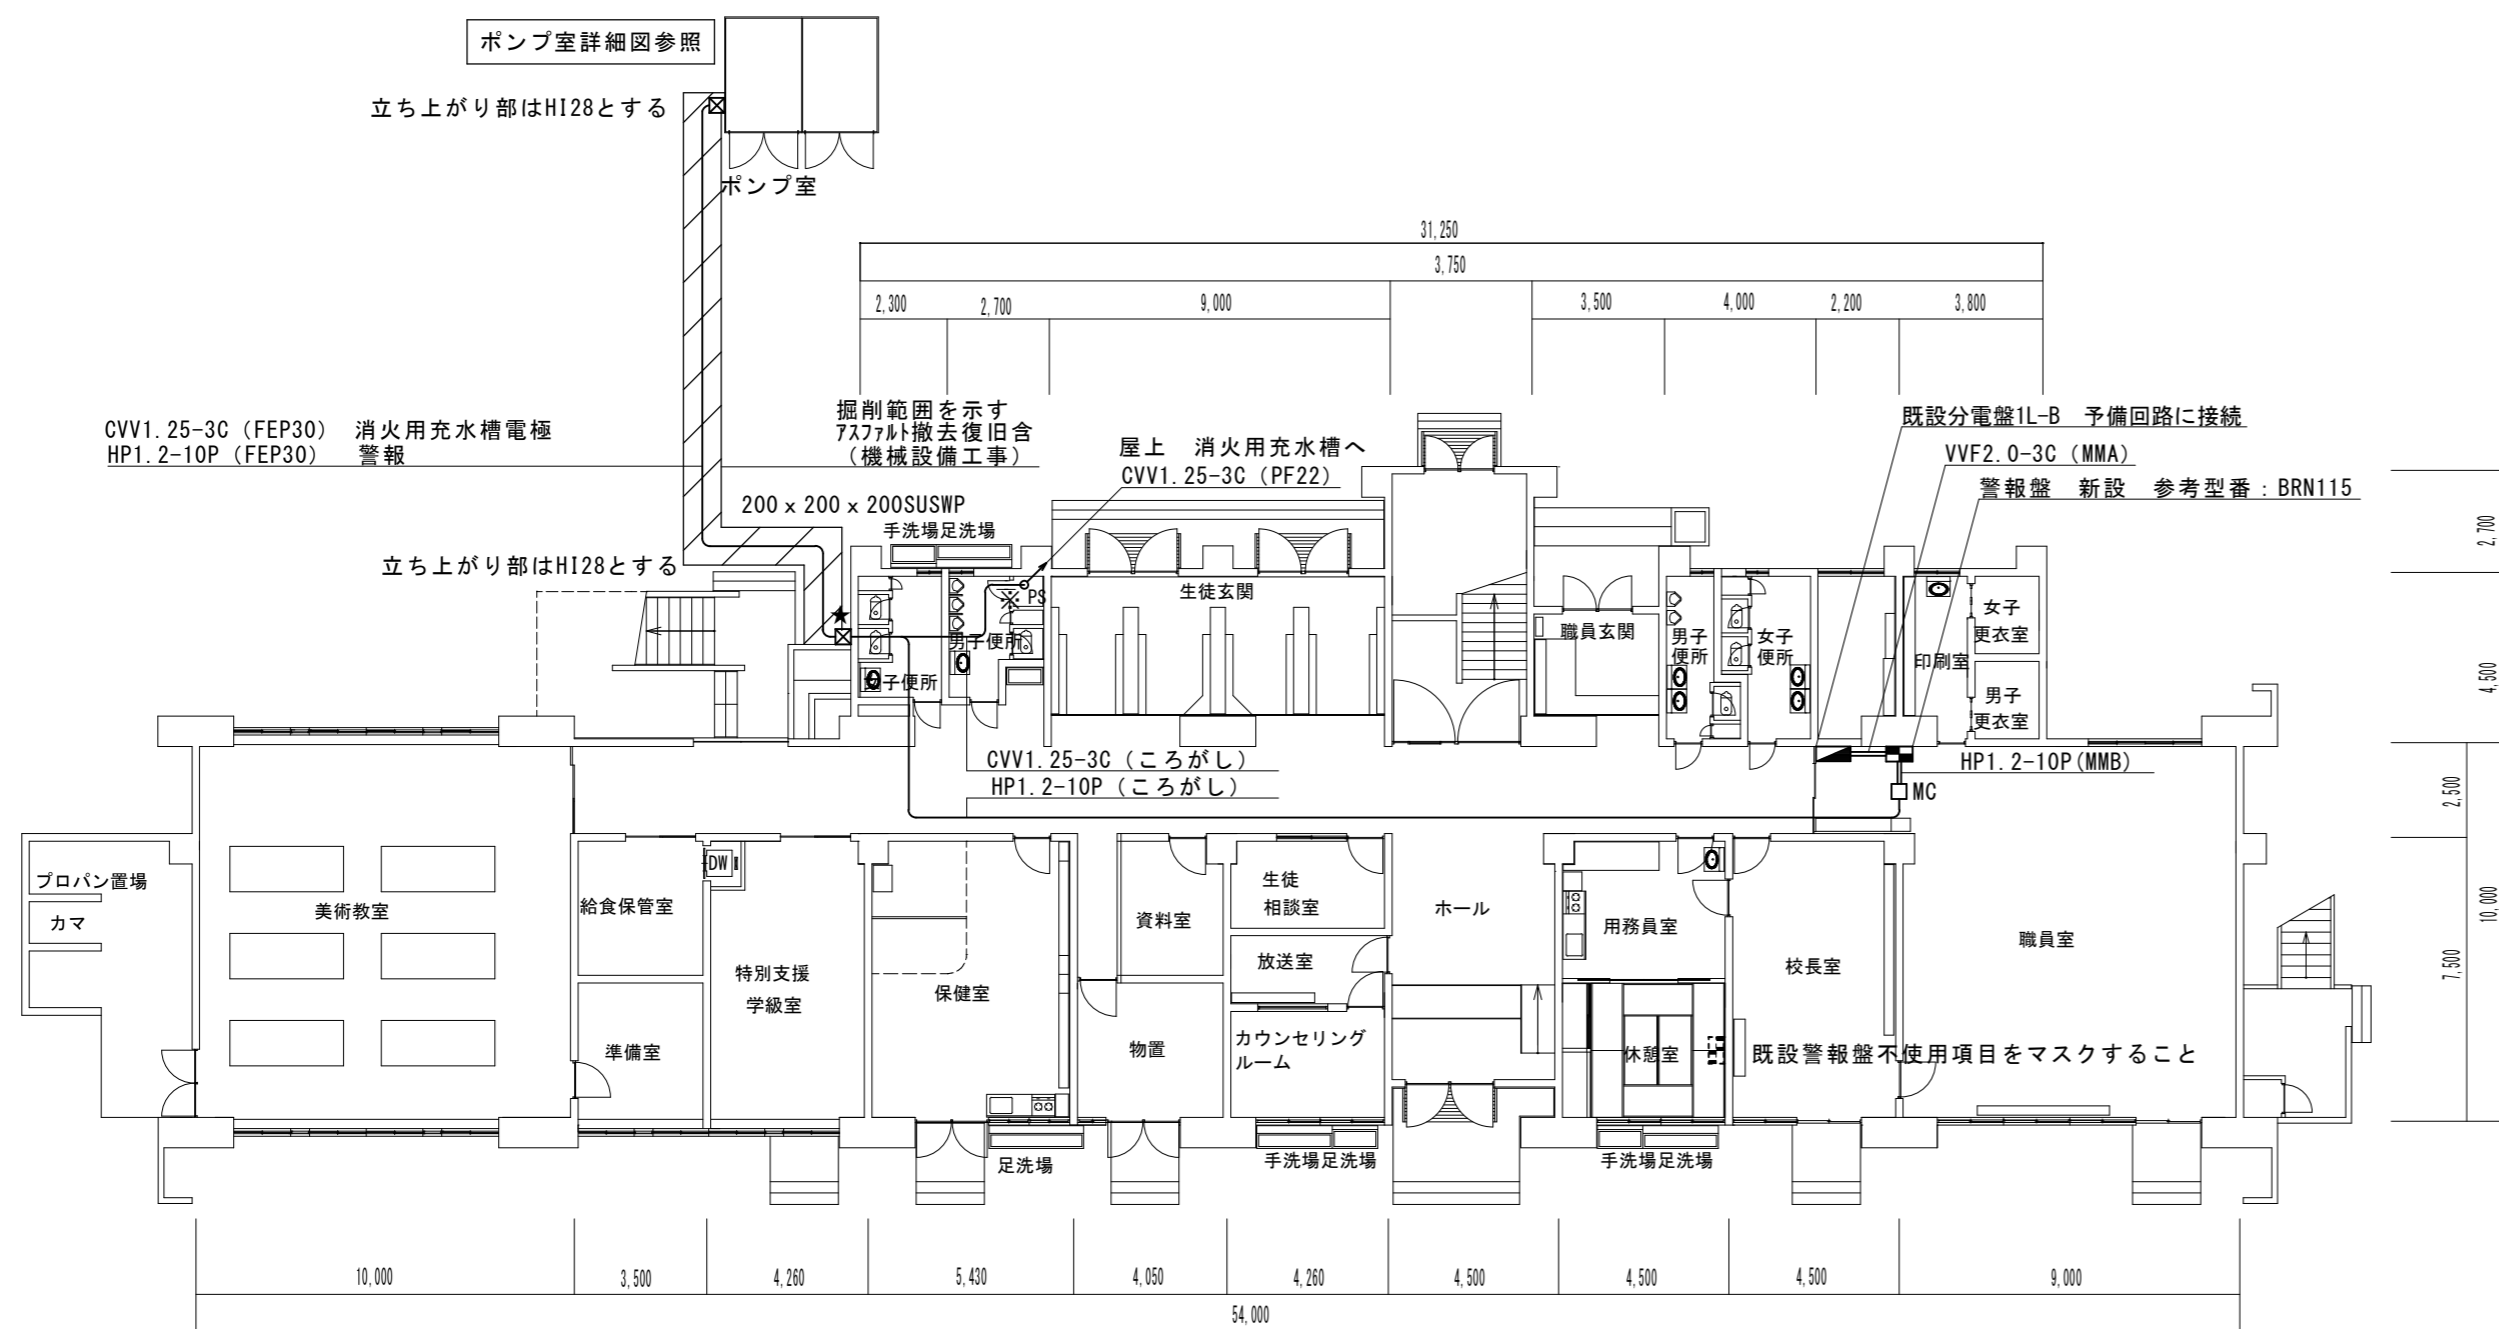 ポンプ室詳細図参照
立ち上がり部はHI28とする
ポンプ室
31,250
3,750
2,300
2,700
9,000
3,500
4,000
2,200
3,800
CVV1.25-3C（FEP30） 消火用充水槽電極
HP1.2-10P（FEP30） 警報
掘削範囲を示す
ｱｽﾌｧﾙﾄ撤去復旧含
（機械設備工事）
屋上 消火用充水槽へ
CVV1.25-3C（PF22）
既設分電盤1L-B 予備回路に接続
VVF2.0-3C（MMA）
警報盤 新設 参考型番：BRN115
200ｘ200ｘ200SUSWP
手洗場足洗場
立ち上がり部はHI28とする
★
※ PS
生徒玄関
職員玄関
男子便所
女子便所
男子
便所
女子
便所
印刷室
女子
更衣室
男子
更衣室
2,700
4,500
2,500
7,500
10,000
CVV1.25-3C（ころがし）
HP1.2-10P（ころがし）
HP1.2-10P(MMB)
MC
プロパン置場
カマ
美術教室
給食保管室
DW
準備室
特別支援
学級室
保健室
資料室
物置
生徒
相談室
放送室
カウンセリング
ルーム
ホール
用務員室
休憩室
校長室
職員室
既設警報盤不使用項目をマスクすること
足洗場
手洗場足洗場
手洗場足洗場
10,000
3,500
4,260
5,430
4,050
4,260
4,500
4,500
4,500
9,000
54,000